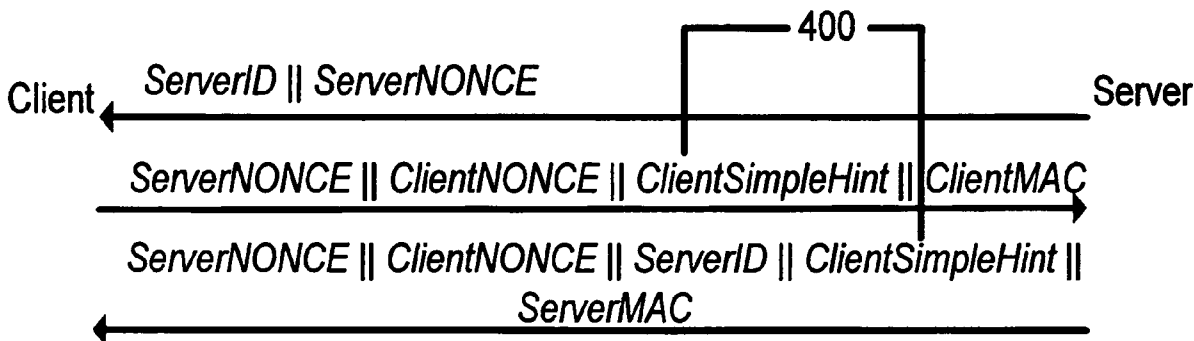 400
Client ServerID || ServerNONCE Server
ServerNONCE || ClientNONCE || ClientSimpleHint || ClientMAC
ServerNONCE || ClientNONCE || ServerID || ClientSimpleHint ||
ServerMAC